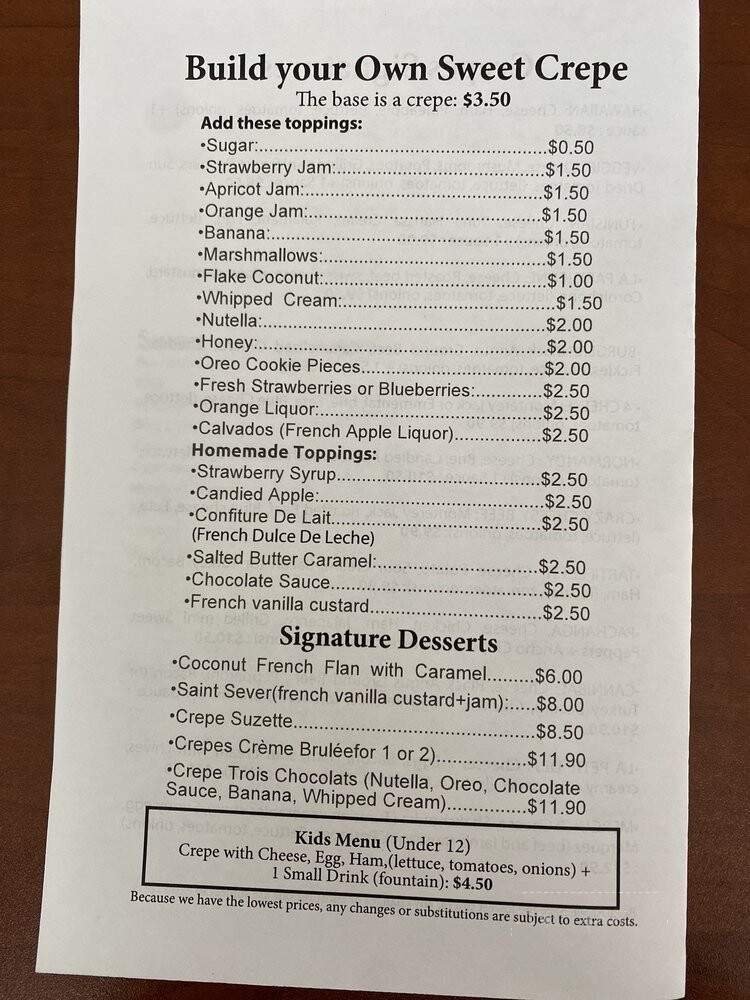 Build your Own Sweet Crepe
The base is a crepe: $3.50
Add these toppings:
•Sugar:..........................................................$0.50
•Strawberry Jam:..........................................$1.50
•Apricot Jam:................................................$1.50
•Orange Jam:...............................................$1.50
•Banana:......................................................$1.50
•Marshmallows:............................................$1.50
•Flake Coconut:............................................$1.00
•Whipped Cream:...........................................$1.50
•Nutella:........................................................$2.00
•Honey:.........................................................$2.00
•Oreo Cookie Pieces.....................................$2.00
•Fresh Strawberries or Blueberries:..............$2.50
•Orange Liquor:.............................................$2.50
•Calvados (French Apple Liquor)..................$2.50
Homemade Toppings:
•Strawberry Syrup.........................................$2.50
•Candied Apple:............................................$2.50
•Confiture De Lait..........................................$2.50
(French Dulce De Leche)
•Salted Butter Caramel:.................................$2.50
•Chocolate Sauce..........................................$2.50
•French vanilla custard...................................$2.50
Signature Desserts
•Coconut French Flan with Caramel.........$6.00
•Saint Sever(french vanilla custard+jam):.....$8.00
•Crepe Suzette.................................................$8.50
•Crepes Crème Bruléefor 1 or 2)..................$11.90
•Crepe Trois Chocolats (Nutella, Oreo, Chocolate
Sauce, Banana, Whipped Cream)................$11.90
Kids Menu (Under 12)
Crepe with Cheese, Egg, Ham,(lettuce, tomatoes, onions) +
1 Small Drink (fountain): $4.50
Because we have the lowest prices, any changes or substitutions are subject to extra costs.